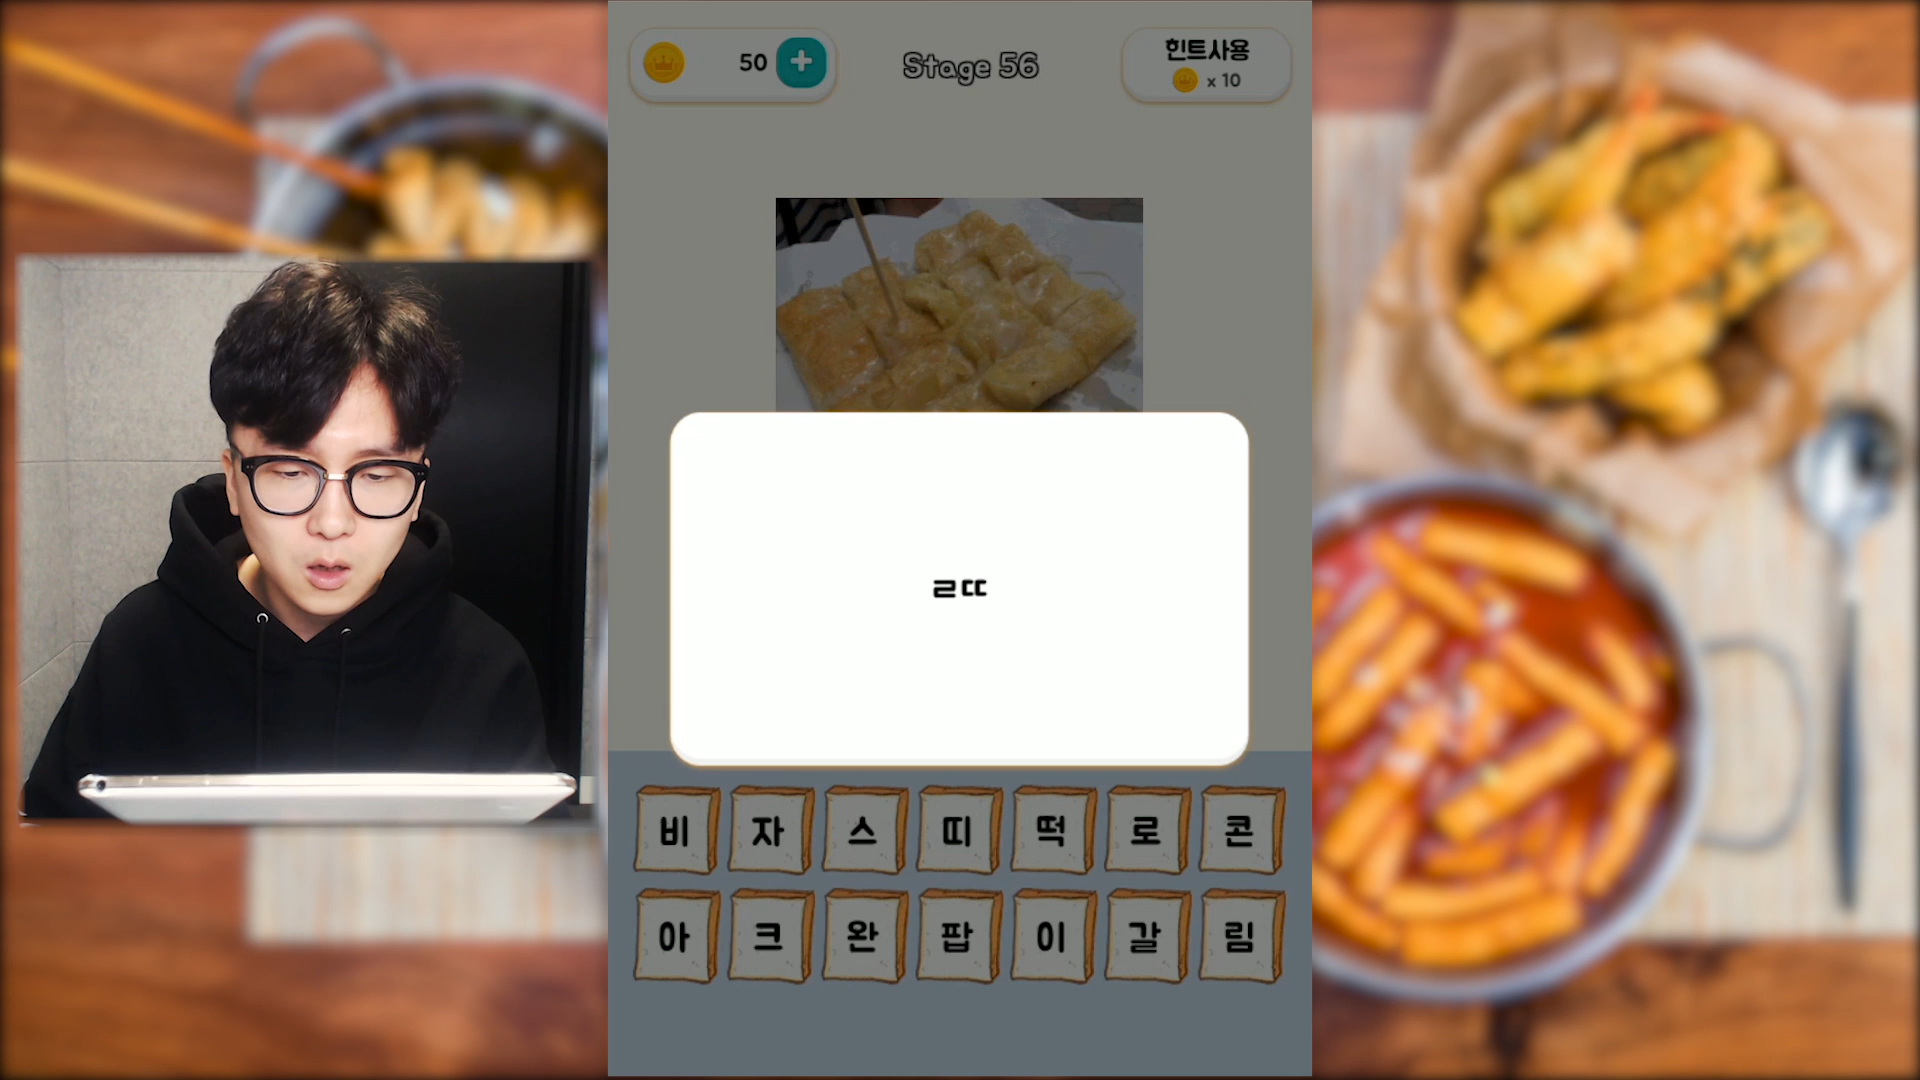 50 + Stage 56 힌트사용
x 10
ㄹㄸ
비 자 스 띠 떡 로 콘
아 크 완 팝 이 갈 림